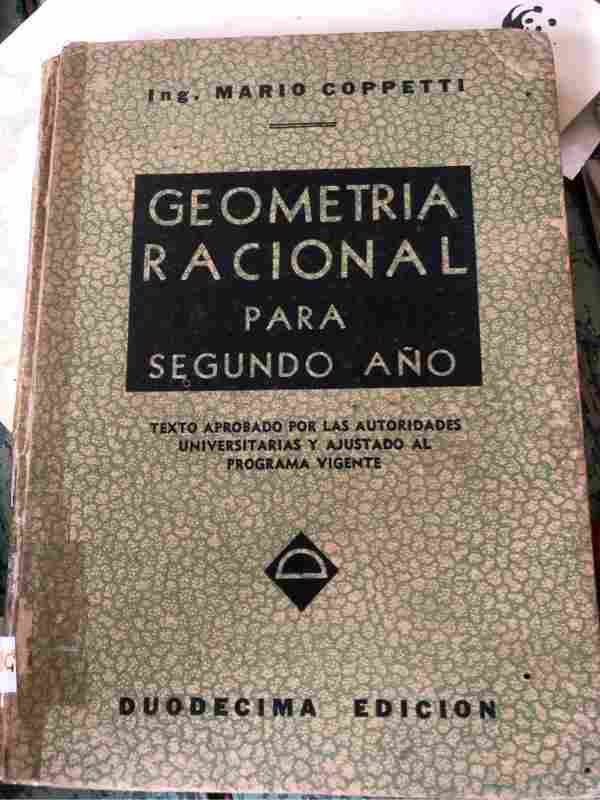 Ing. MARIO COPPETTI
GEOMETRIA
RACIONAL
PARA
SEGUNDO AÑO
TEXTO APROBADO POR LAS AUTORIDADES
UNIVERSITARIAS Y AJUSTADO AL
PROGRAMA VIGENTE
DUODECIMA EDICION